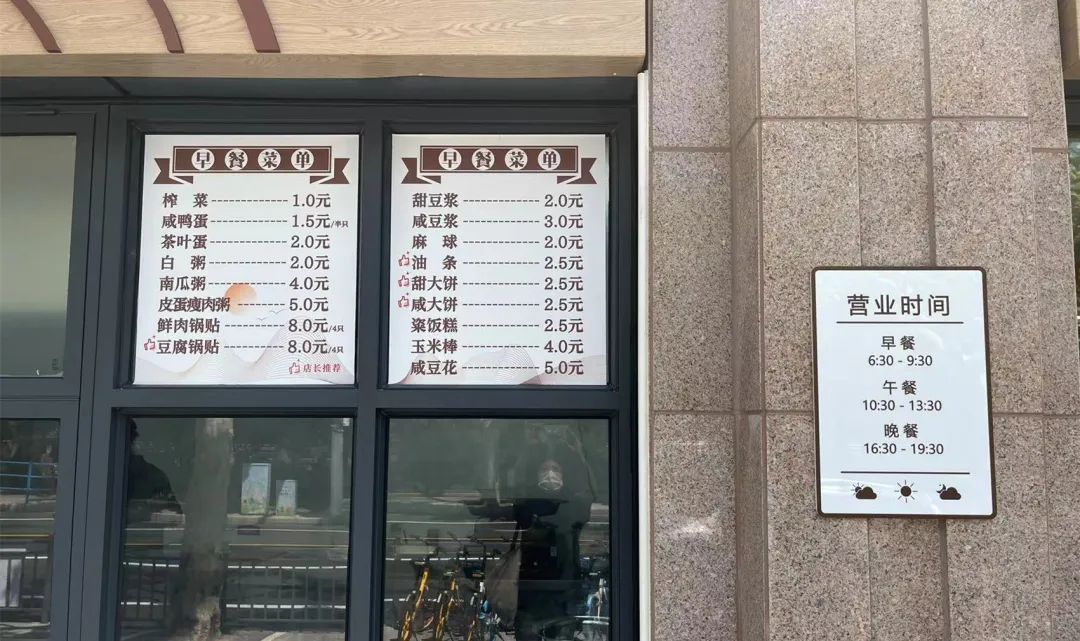 早餐菜单
榨菜------------1.0元
咸鸭蛋------------1.5元/半只
茶叶蛋------------2.0元
白粥------------2.0元
南瓜粥------------4.0元
皮蛋瘦肉粥--------5.0元
鲜肉锅贴----------8.0元/4只
豆腐锅贴----------8.0元/4只
店长推荐
早餐菜单
甜豆浆------------2.0元
咸豆浆------------3.0元
麻球------------2.0元
油条------------2.5元
甜大饼------------2.5元
咸大饼------------2.5元
粢饭糕------------2.5元
玉米棒------------4.0元
咸豆花------------5.0元
营业时间
早餐
6:30 - 9:30
午餐
10:30 - 13:30
晚餐
16:30 - 19:30